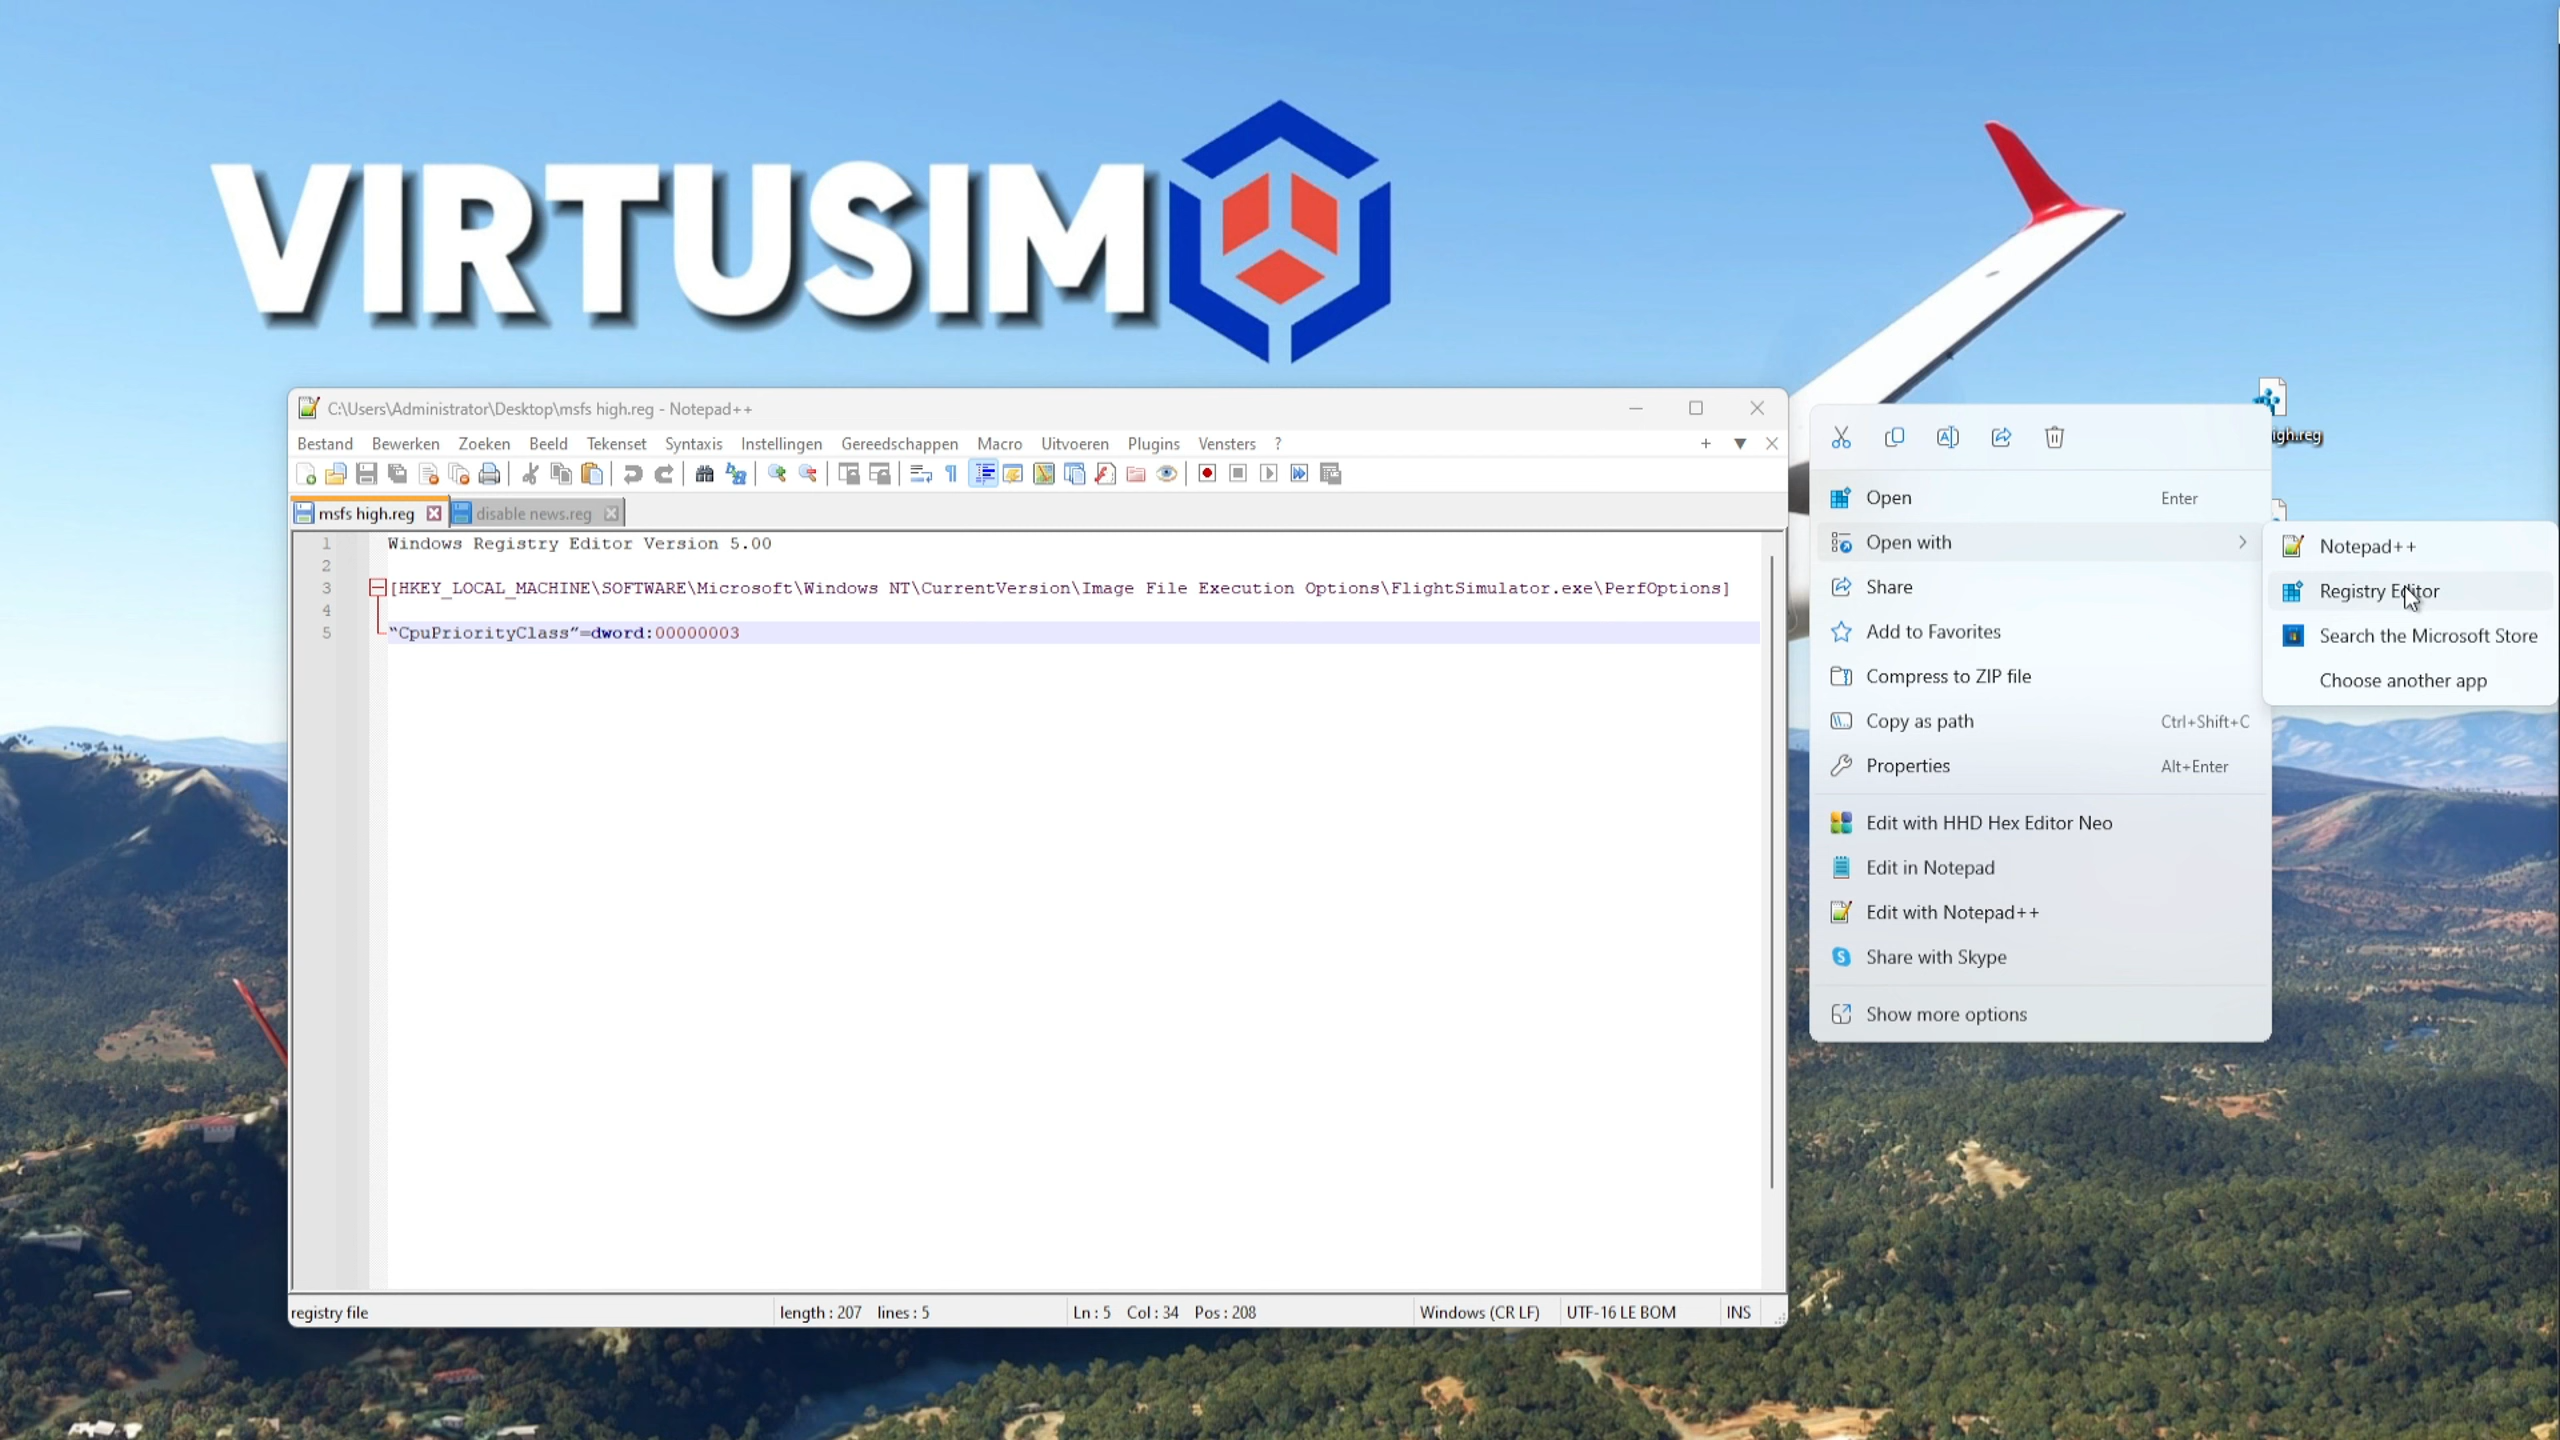 VIRTUSIM
C:\Users\Administrator\Desktop\msfs high.reg - Notepad++
Bestand Bewerken Zoeken Beeld Tekenset Syntaxis Instellingen Gereedschappen Macro Uitvoeren Plugins Vensters ?
msfs high.reg disable news.reg
1 Windows Registry Editor Version 5.00
2
3 [HKEY_LOCAL_MACHINE\SOFTWARE\Microsoft\Windows NT\CurrentVersion\Image File Execution Options\FlightSimulator.exe\PerfOptions]
4
5 “CpuPriorityClass”=dword:00000003
registry file length : 207 lines : 5 Ln : 5 Col : 34 Pos : 208 Windows (CR LF) UTF-16 LE BOM INS
igh.reg
Open Enter
Open with
Share
Add to Favorites
Compress to ZIP file
Copy as path Ctrl+Shift+C
Properties Alt+Enter
Edit with HHD Hex Editor Neo
Edit in Notepad
Edit with Notepad++
Share with Skype
Show more options
Notepad++
Registry Editor
Search the Microsoft Store
Choose another app